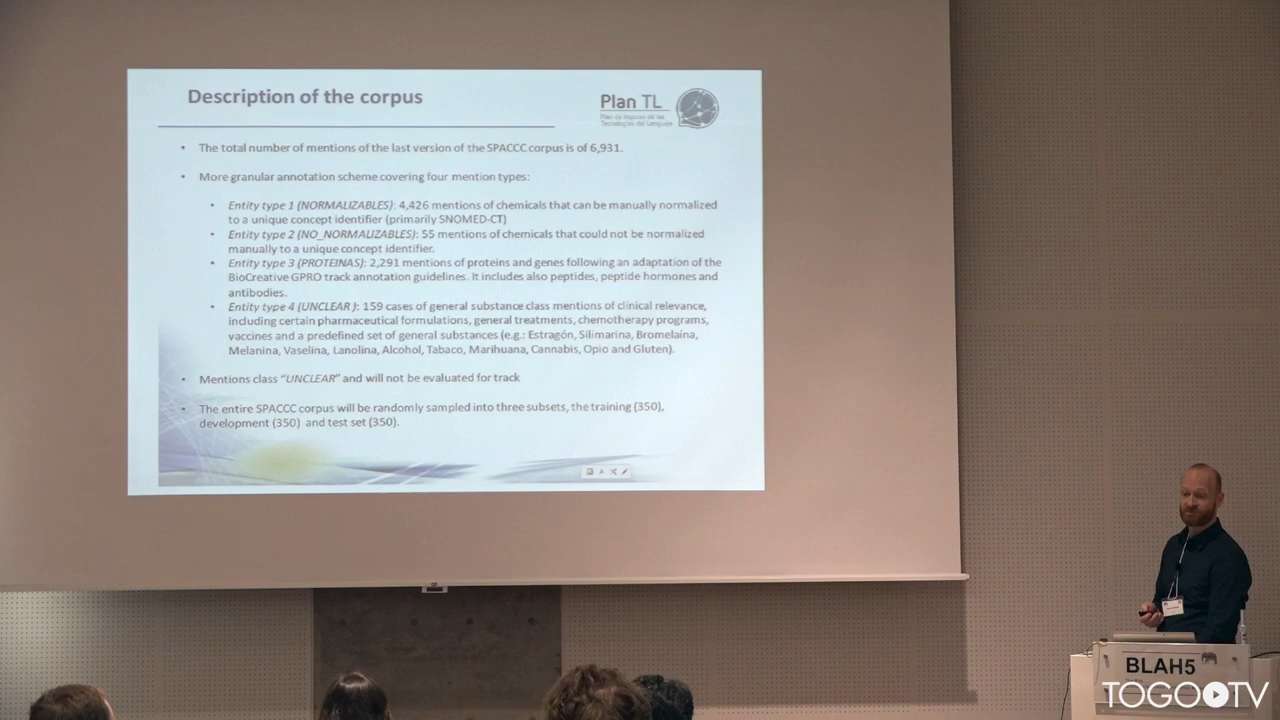 Description of the corpus
Plan TL
Plan de Impulso de las
Tecnologías del Lenguaje
• The total number of mentions of the last version of the SPACCC corpus is of 6,931.
• More granular annotation scheme covering four mention types:
• Entity type 1 (NORMALIZABLES): 4,426 mentions of chemicals that can be manually normalized
to a unique concept identifier (primarily SNOMED-CT)
• Entity type 2 (NO_NORMALIZABLES): 55 mentions of chemicals that could not be normalized
manually to a unique concept identifier.
• Entity type 3 (PROTEINAS): 2,291 mentions of proteins and genes following an adaptation of the
BioCreative GPRO track annotation guidelines. It includes also peptides, peptide hormones and
antibodies.
• Entity type 4 (UNCLEAR ): 159 cases of general substance class mentions of clinical relevance,
including certain pharmaceutical formulations, general treatments, chemotherapy programs,
vaccines and a predefined set of general substances (e.g.: Estragón, Silimarina, Bromelaína,
Melanina, Vaselina, Lanolina, Alcohol, Tabaco, Marihuana, Cannabis, Opio and Gluten).
• Mentions class “UNCLEAR” and will not be evaluated for track
• The entire SPACCC corpus will be randomly sampled into three subsets, the training (350),
development (350) and test set (350).
BLAH5
TOGOTV